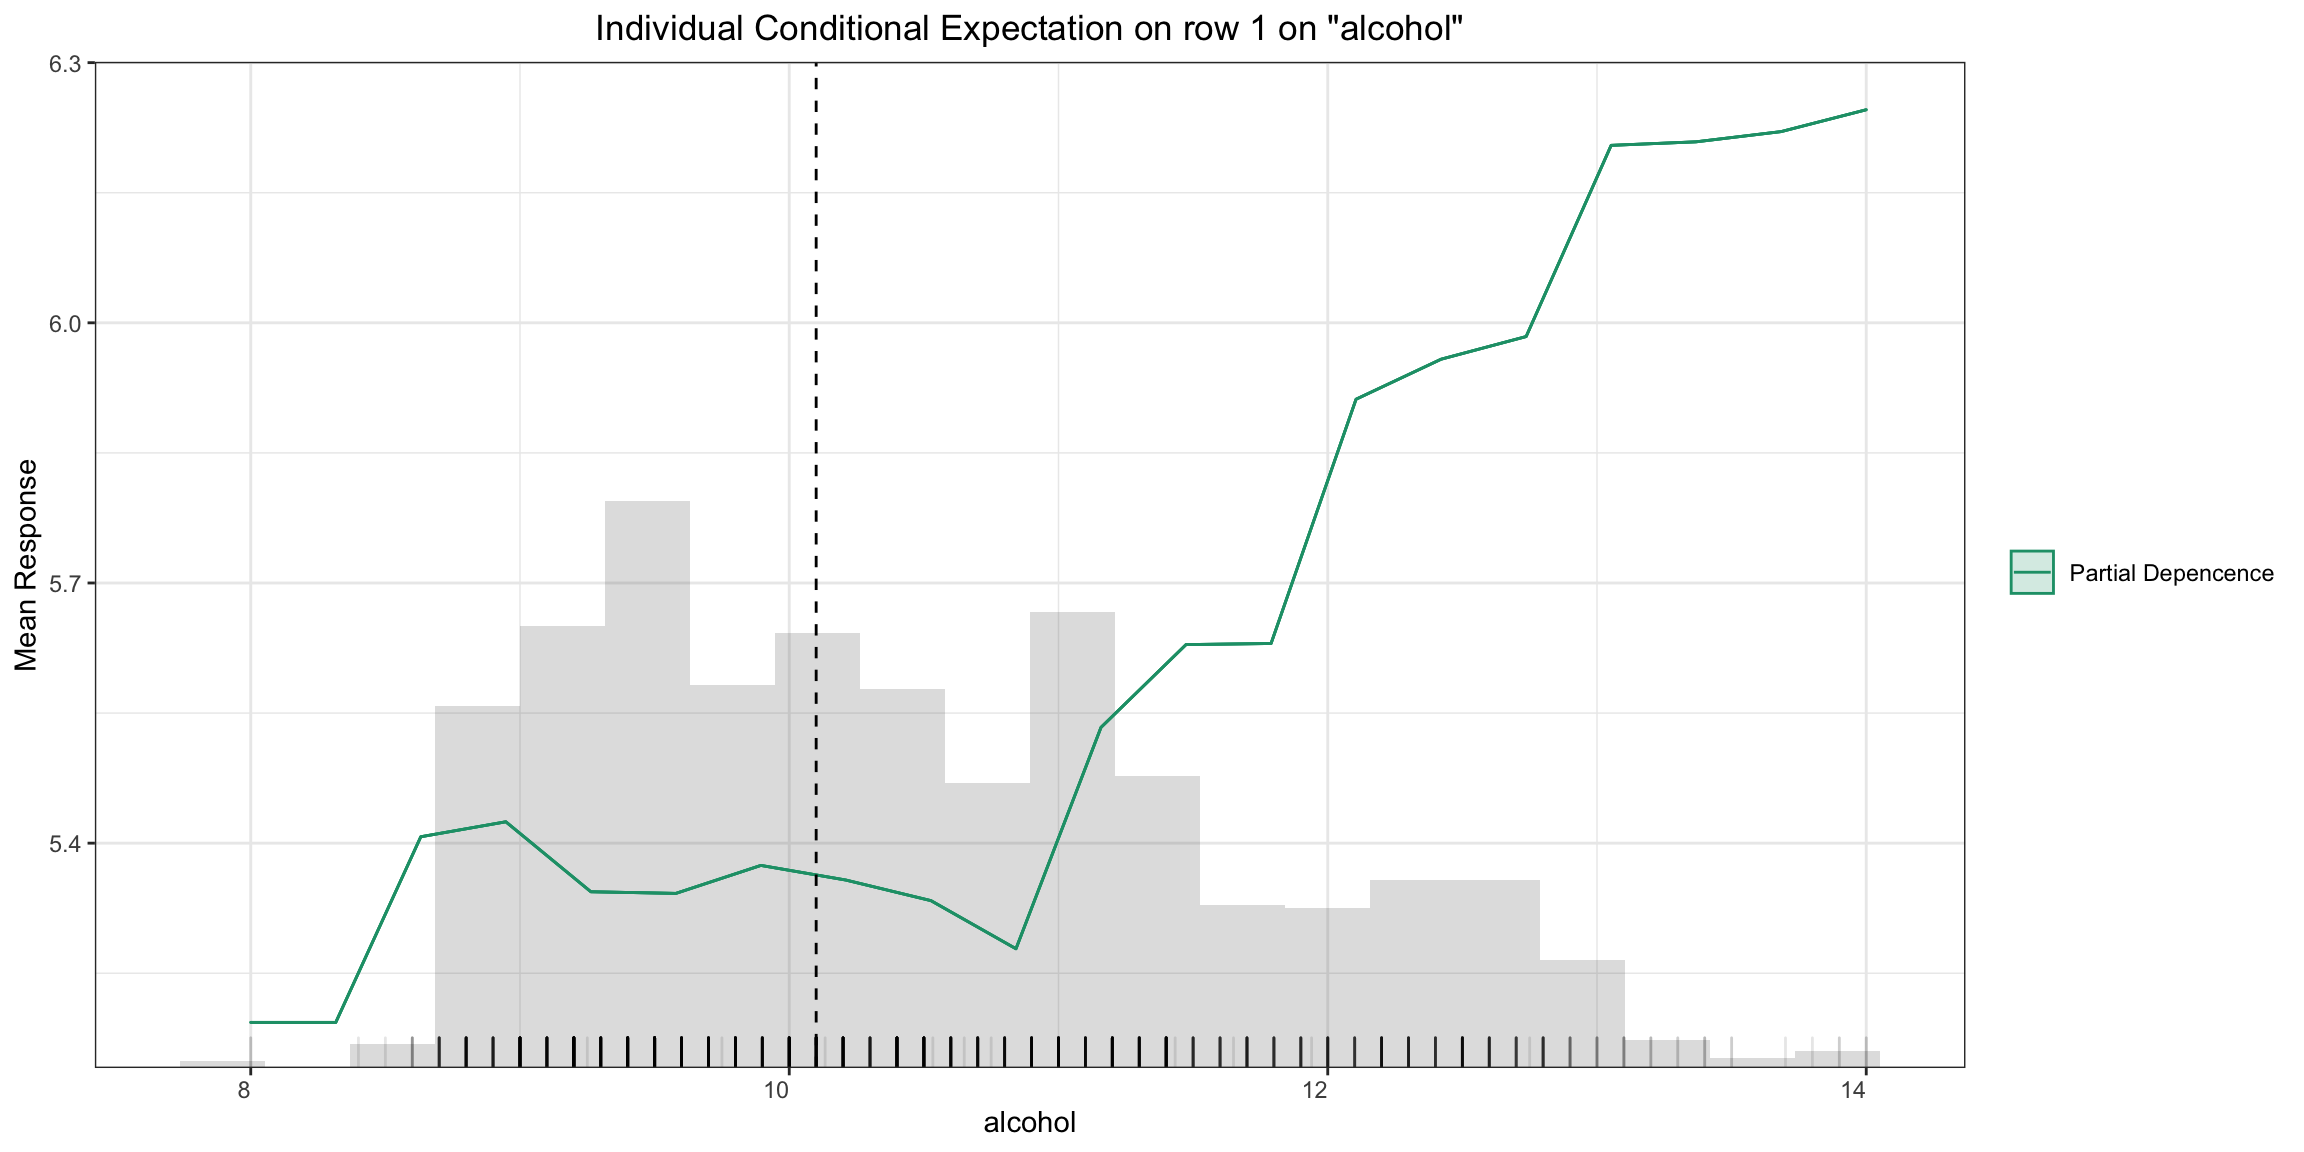 Individual Conditional Expectation on row 1 on "alcohol"
6.3
6.0
5.7
5.4
Mean Response
8 10 12 14
alcohol
Partial Depencence